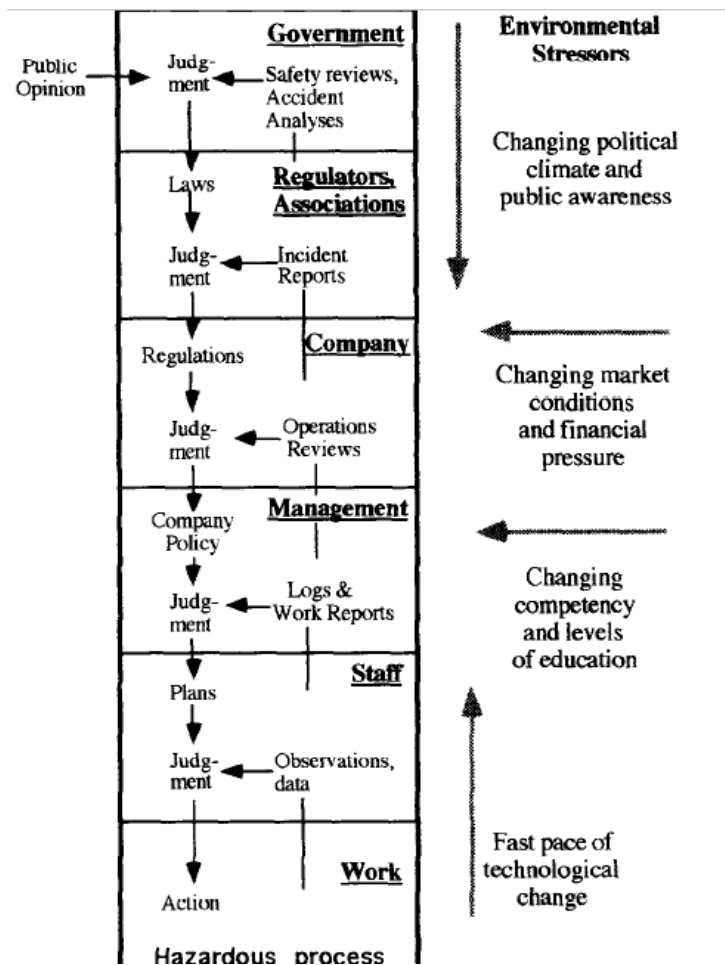 Government
Public
Opinion
Judg-
ment
Safety reviews,
Accident
Analyses
Laws
Regulators,
Associations
Judg-
ment
Incident
Reports
Regulations
Company
Judg-
ment
Operations
Reviews
Company
Policy
Management
Judg-
ment
Logs &
Work Reports
Plans
Staff
Judg-
ment
Observations,
data
Action
Work
Hazardous process
Environmental
Stressors
Changing political
climate and
public awareness
Changing market
conditions
and financial
pressure
Changing
competency
and levels
of education
Fast pace of
technological
change